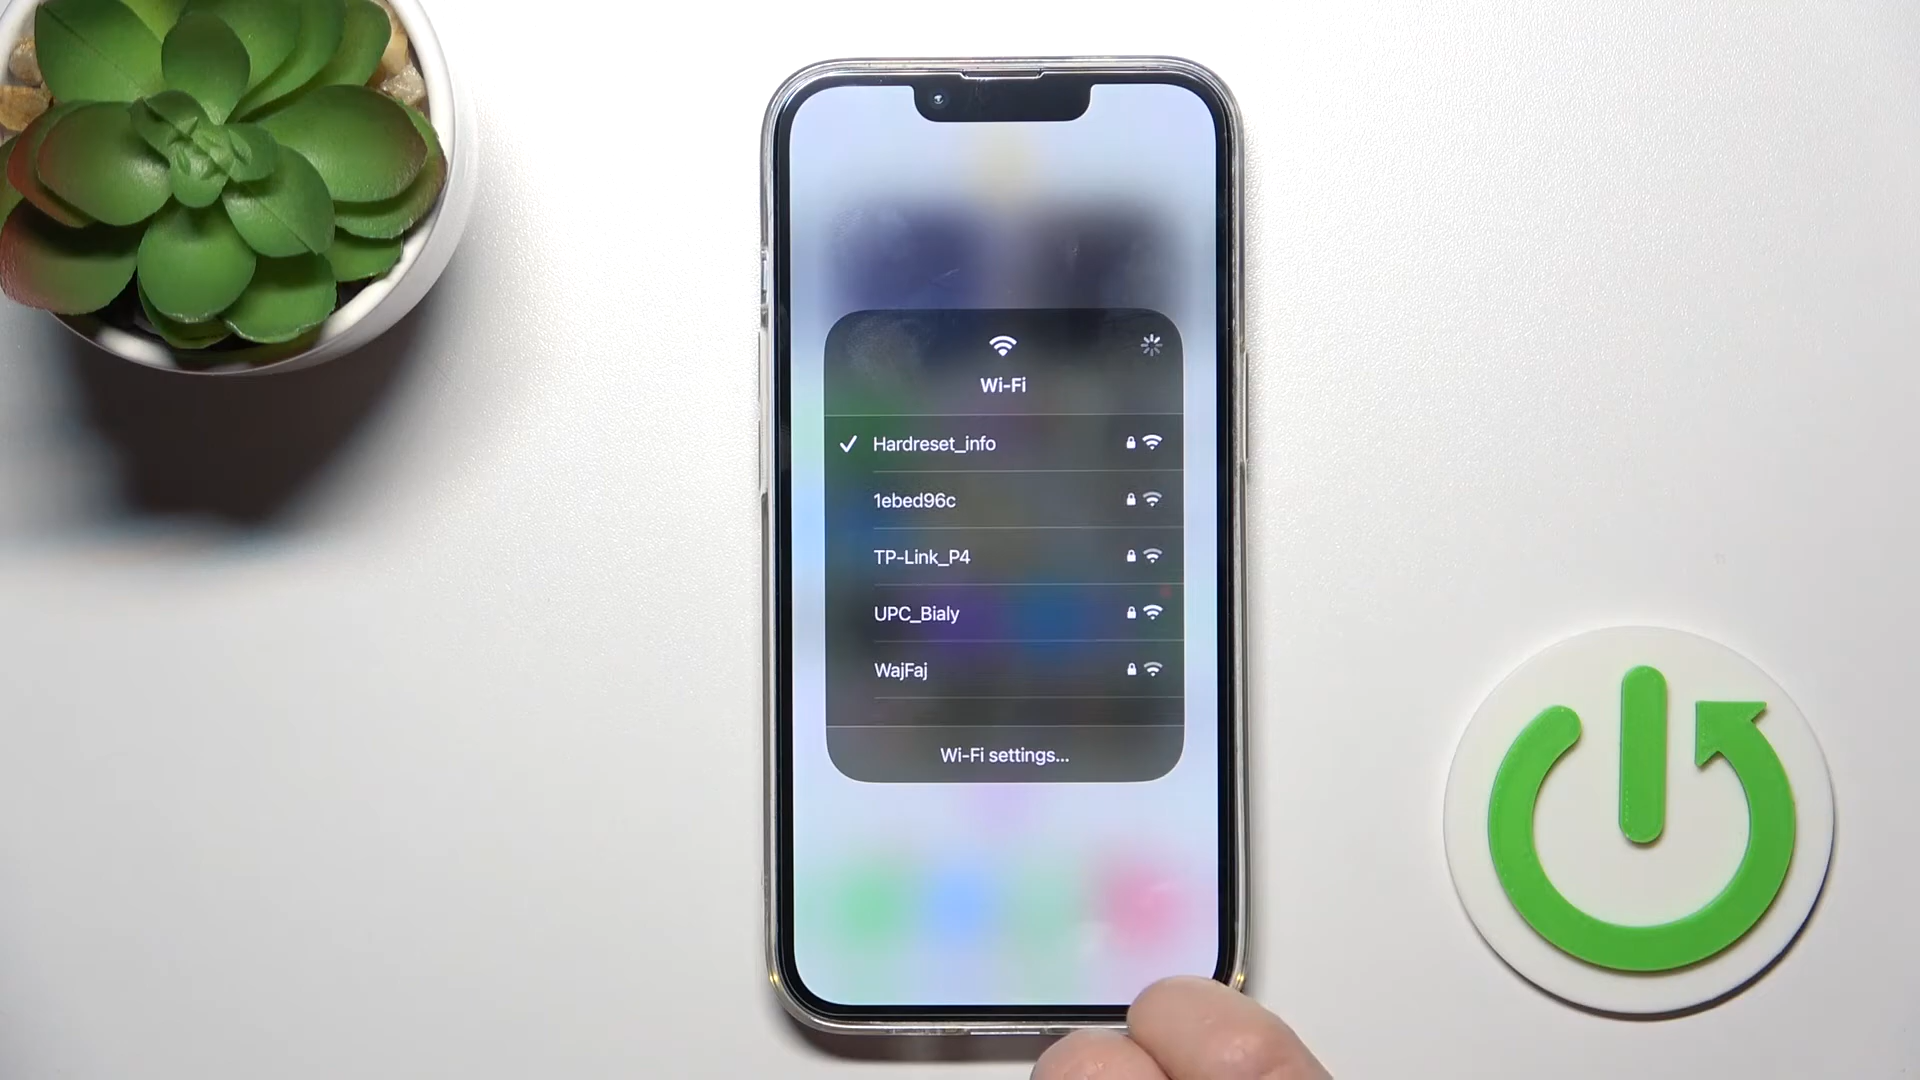 Wi-Fi
Hardreset_info
1ebed96c
TP-Link_P4
UPC_Bialy
WajFaj
Wi-Fi settings...